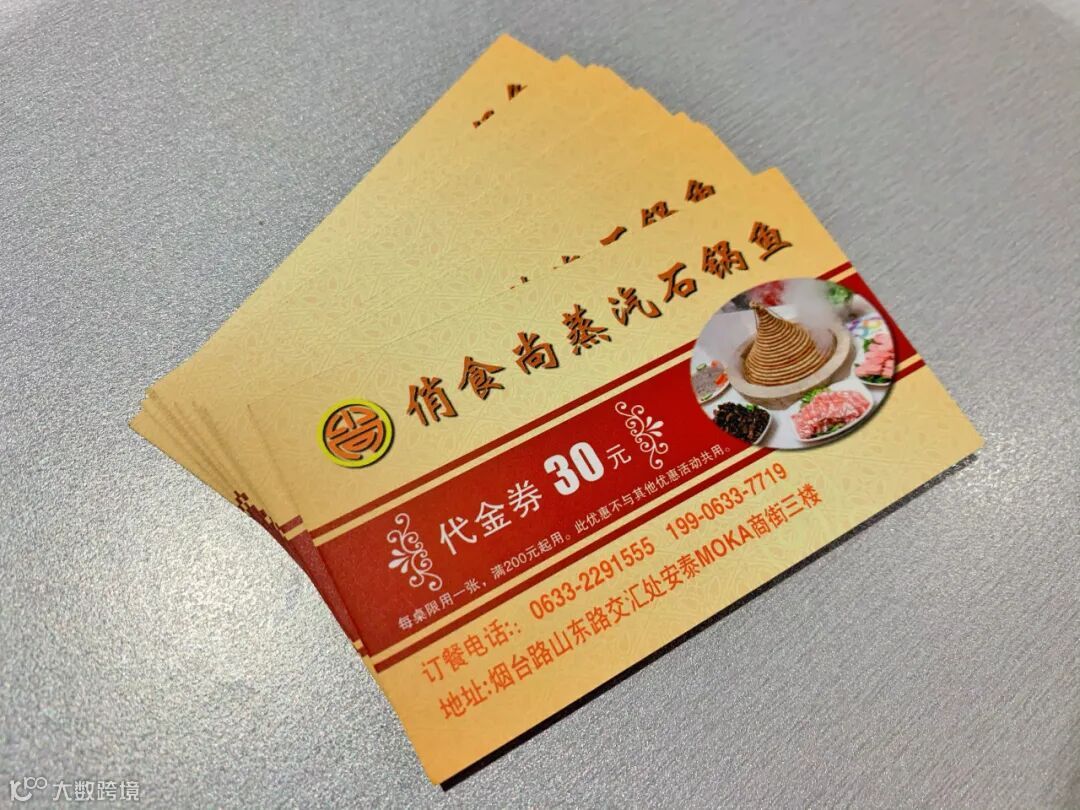 俏食尚蒸汽石锅鱼
代金券 30 元
每桌限用一张，满200元起用。此优惠不与其他优惠活动共用。
订餐电话:: 0633-2291555 199-0633-7719
地址:烟台路山东路交汇处安泰MOKA商街三楼
大数跨境